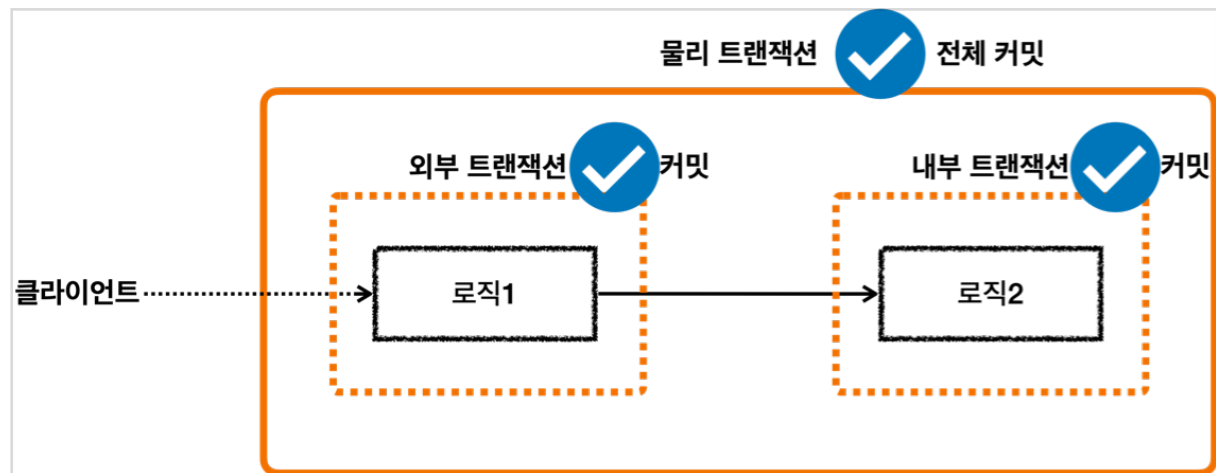 물리 트랜잭션 전체 커밋
외부 트랜잭션 커밋
내부 트랜잭션 커밋
클라이언트
로직1
로직2